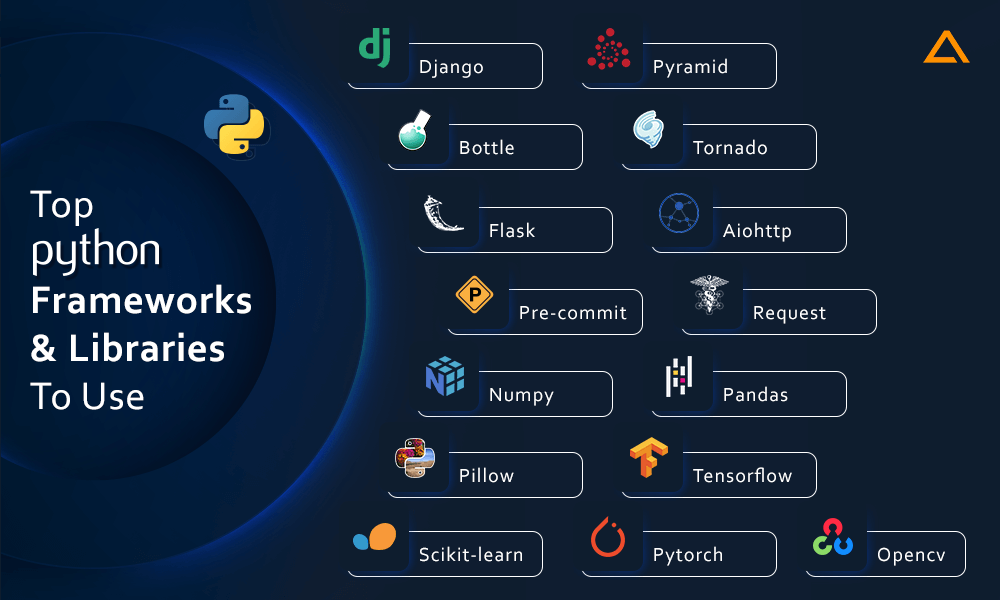 Top
python
Frameworks
& Libraries
To Use
dj
Django
Pyramid
Bottle
Tornado
Flask
Aiohttp
P
Pre-commit
Request
N
Numpy
Pandas
Pillow
Tensorflow
Scikit-learn
Pytorch
Opencv